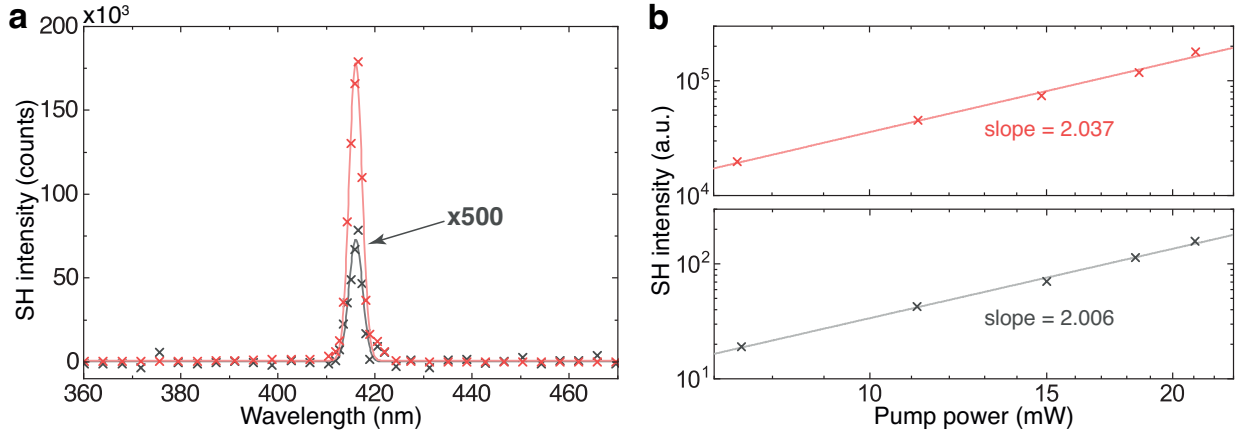 a
x10³
SH intensity (counts)
200
150
100
50
0
x500
360
380
400
420
440
460
Wavelength (nm)
b
SH intensity (a.u.)
10⁵
10⁴
slope = 2.037
10²
10¹
slope = 2.006
10
15
20
Pump power (mW)